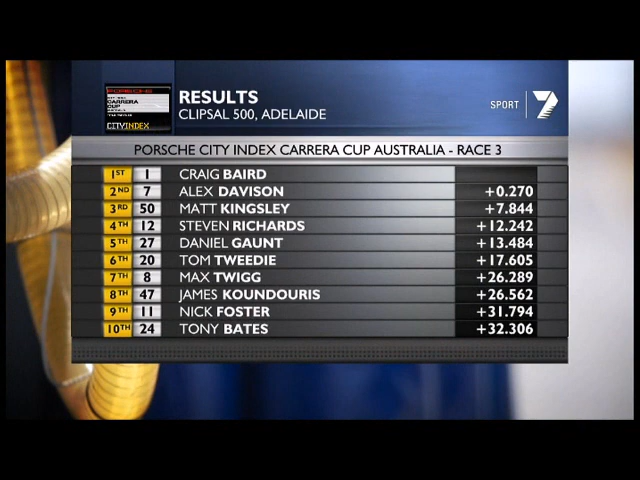 PORSCHE
CARRERA
CUP
CITYINDEX
RESULTS
CLIPSAL 500, ADELAIDE
SPORT 7
PORSCHE CITY INDEX CARRERA CUP AUSTRALIA - RACE 3
1ST 1 CRAIG BAIRD
2ND 7 ALEX DAVISON +0.270
3RD 50 MATT KINGSLEY +7.844
4TH 12 STEVEN RICHARDS +12.242
5TH 27 DANIEL GAUNT +13.484
6TH 20 TOM TWEEDIE +17.605
7TH 8 MAX TWIGG +26.289
8TH 47 JAMES KOUNDOURIS +26.562
9TH 11 NICK FOSTER +31.794
10TH 24 TONY BATES +32.306